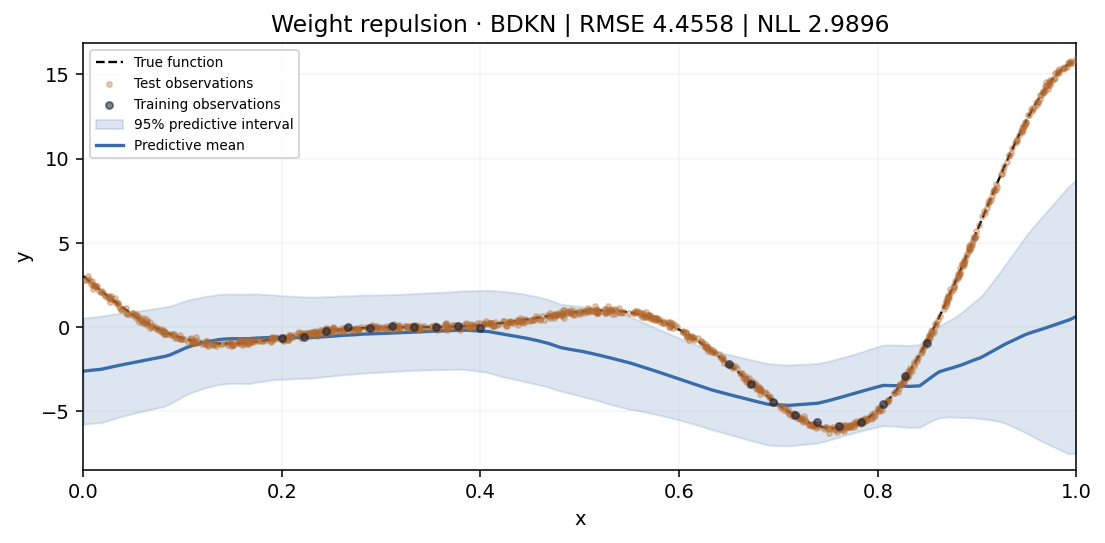 Weight repulsion · BDKN | RMSE 4.4558 | NLL 2.9896
True function
Test observations
Training observations
95% predictive interval
Predictive mean
15
10
5
0
−5
y
0.0 0.2 0.4 0.6 0.8 1.0
x